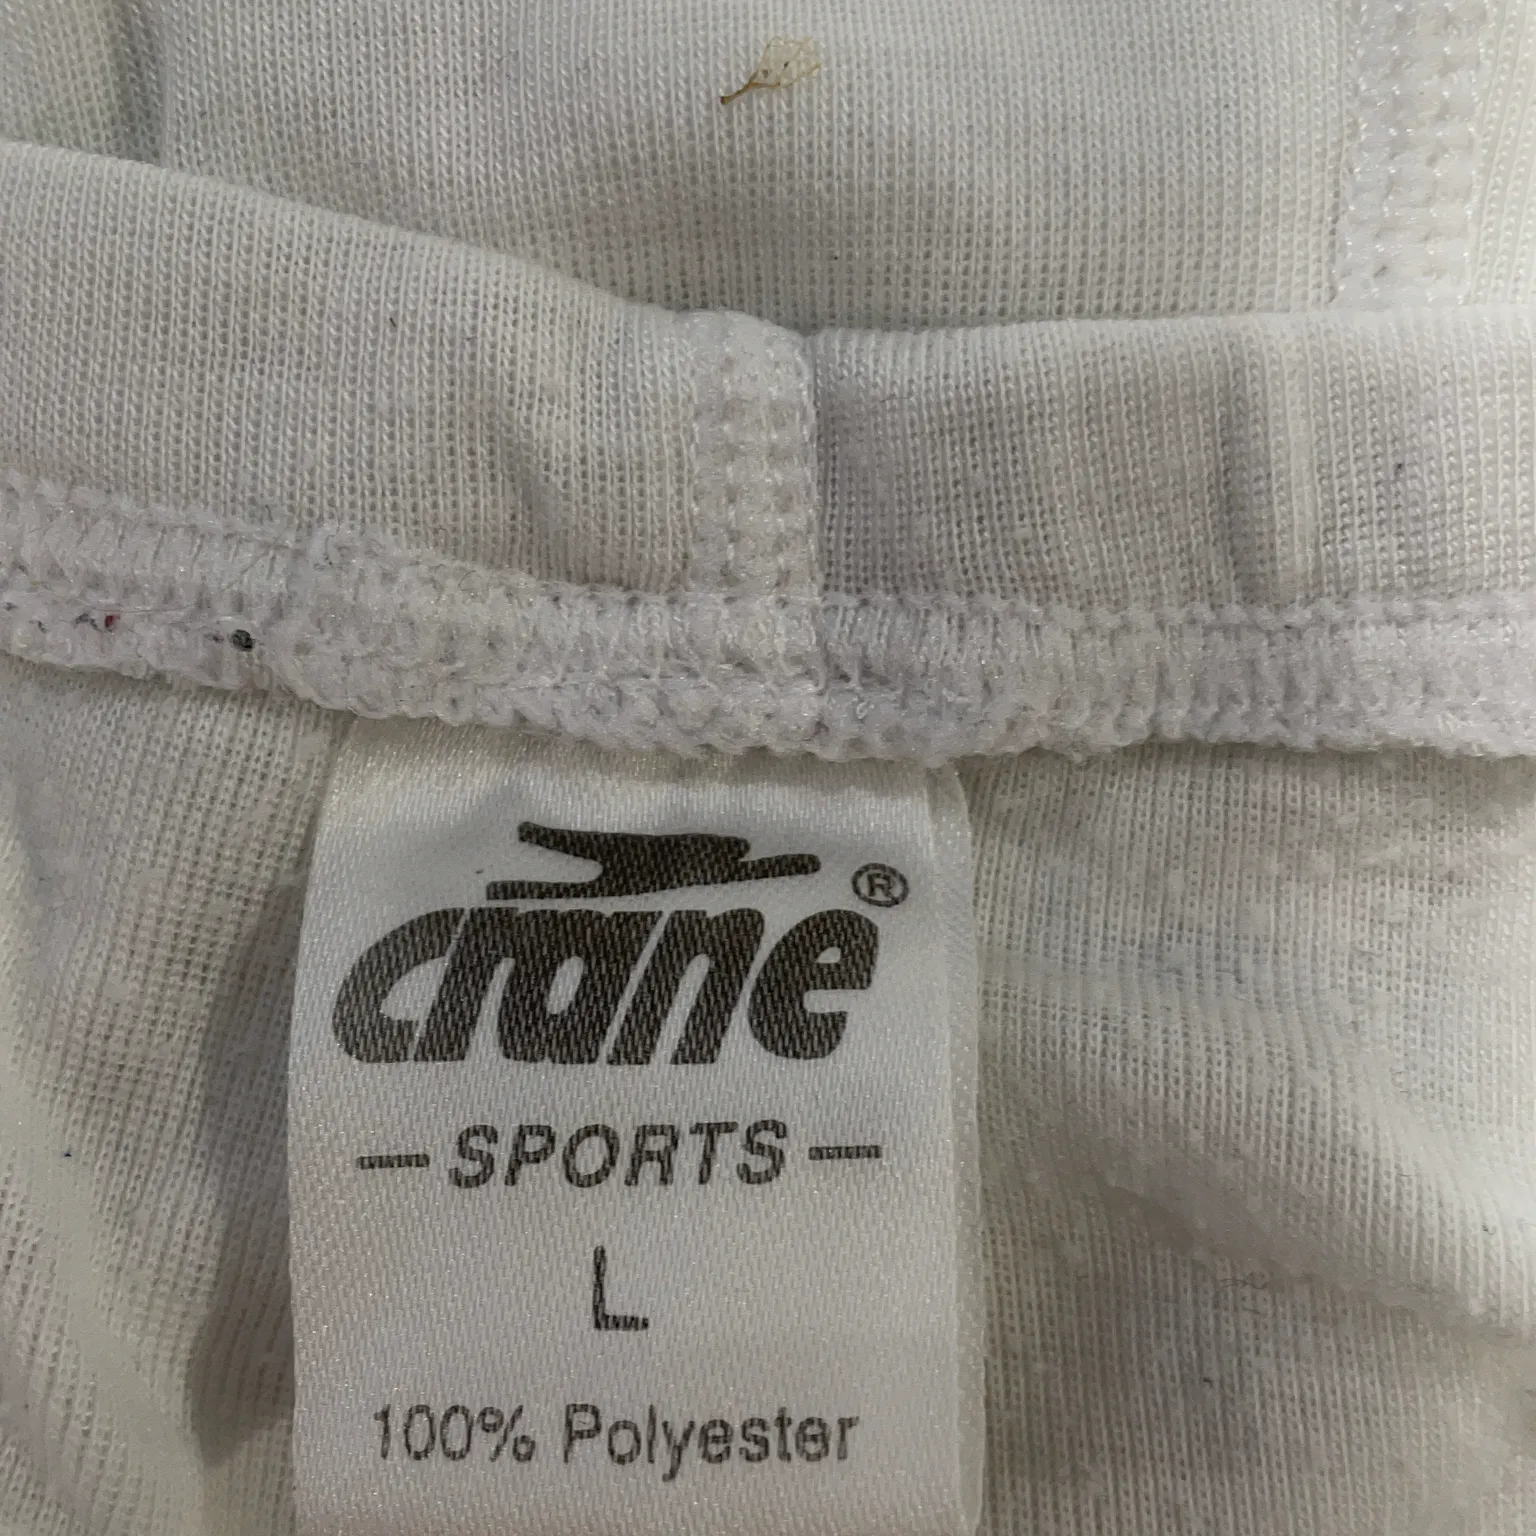 crane®
— SPORTS —
L
100% Polyester